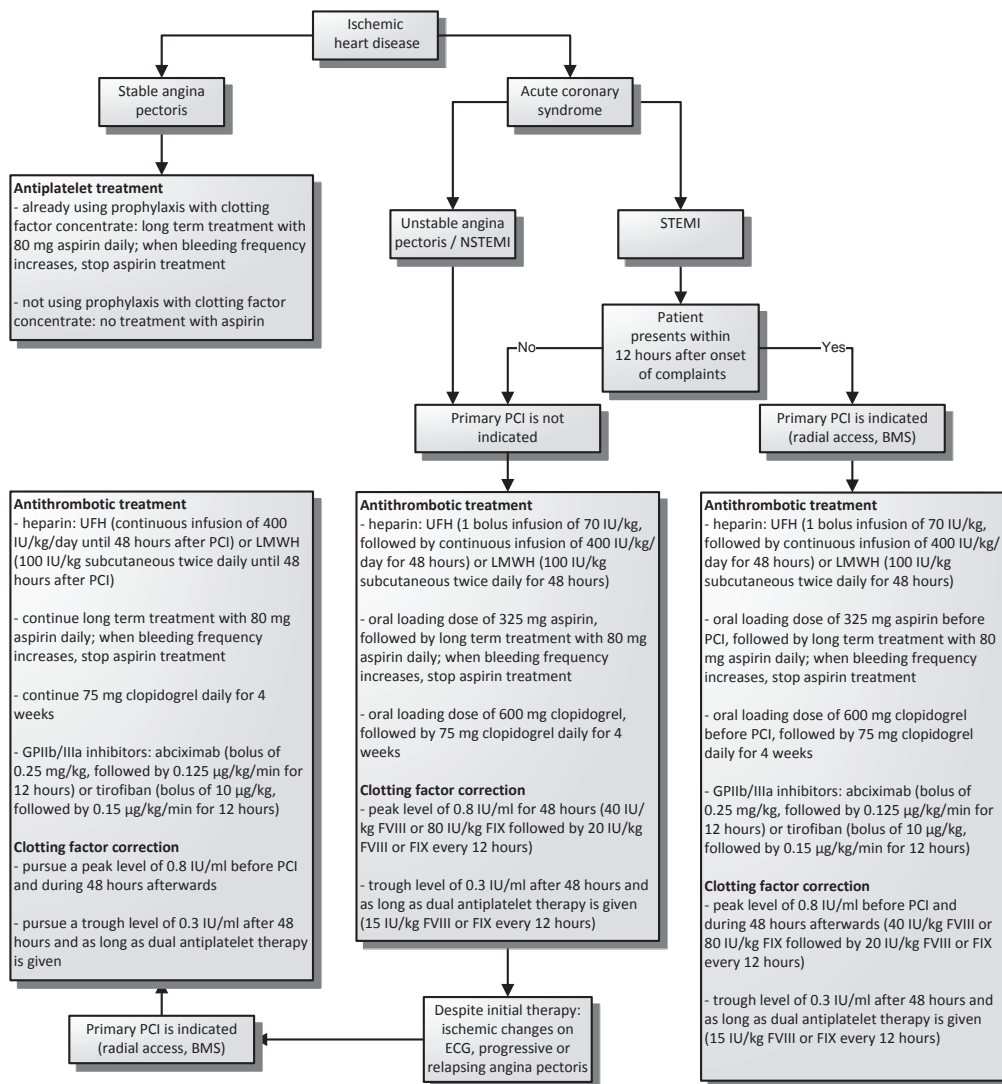 Ischemic
heart disease
Stable angina
pectoris
Acute coronary
syndrome
Antiplatelet treatment
- already using prophylaxis with clotting
factor concentrate: long term treatment with
80 mg aspirin daily; when bleeding frequency
increases, stop aspirin treatment
- not using prophylaxis with clotting factor
concentrate: no treatment with aspirin
Unstable angina
pectoris / NSTEMI
STEMI
Patient
presents within
12 hours after onset
of complaints
No
Yes
Primary PCI is not
indicated
Primary PCI is indicated
(radial access, BMS)
Antithrombotic treatment
- heparin: UFH (continuous infusion of 400
IU/kg/day until 48 hours after PCI) or LMWH
(100 IU/kg subcutaneous twice daily until 48
hours after PCI)
- continue long term treatment with 80 mg
aspirin daily; when bleeding frequency
increases, stop aspirin treatment
- continue 75 mg clopidogrel daily for 4
weeks
- GPIIb/IIIa inhibitors: abciximab (bolus of
0.25 mg/kg, followed by 0.125 µg/kg/min for
12 hours) or tirofiban (bolus of 10 µg/kg,
followed by 0.15 µg/kg/min for 12 hours)
Clotting factor correction
- pursue a peak level of 0.8 IU/ml before PCI
and during 48 hours afterwards
- pursue a trough level of 0.3 IU/ml after 48
hours and as long as dual antiplatelet therapy
is given
Antithrombotic treatment
- heparin: UFH (1 bolus infusion of 70 IU/kg,
followed by continuous infusion of 400 IU/kg/
day for 48 hours) or LMWH (100 IU/kg
subcutaneous twice daily for 48 hours)
- oral loading dose of 325 mg aspirin,
followed by long term treatment with 80 mg
aspirin daily; when bleeding frequency
increases, stop aspirin treatment
- oral loading dose of 600 mg clopidogrel,
followed by 75 mg clopidogrel daily for 4
weeks
Clotting factor correction
- peak level of 0.8 IU/ml for 48 hours (40 IU/
kg FVIII or 80 IU/kg FIX followed by 20 IU/kg
FVIII or FIX every 12 hours)
- trough level of 0.3 IU/ml after 48 hours and
as long as dual antiplatelet therapy is given
(15 IU/kg FVIII or FIX every 12 hours)
Antithrombotic treatment
- heparin: UFH (1 bolus infusion of 70 IU/kg,
followed by continuous infusion of 400 IU/kg/
day for 48 hours) or LMWH (100 IU/kg
subcutaneous twice daily for 48 hours)
- oral loading dose of 325 mg aspirin before
PCI, followed by long term treatment with 80
mg aspirin daily; when bleeding frequency
increases, stop aspirin treatment
- oral loading dose of 600 mg clopidogrel
before PCI, followed by 75 mg clopidogrel
daily for 4 weeks
- GPIIb/IIIa inhibitors: abciximab (bolus of
0.25 mg/kg, followed by 0.125 µg/kg/min for
12 hours) or tirofiban (bolus of 10 µg/kg,
followed by 0.15 µg/kg/min for 12 hours)
Clotting factor correction
- peak level of 0.8 IU/ml before PCI and
during 48 hours afterwards (40 IU/kg FVIII or
80 IU/kg FIX followed by 20 IU/kg FVIII or FIX
every 12 hours)
- trough level of 0.3 IU/ml after 48 hours and
as long as dual antiplatelet therapy is given
(15 IU/kg FVIII or FIX every 12 hours)
Primary PCI is indicated
(radial access, BMS)
Despite initial therapy:
ischemic changes on
ECG, progressive or
relapsing angina pectoris